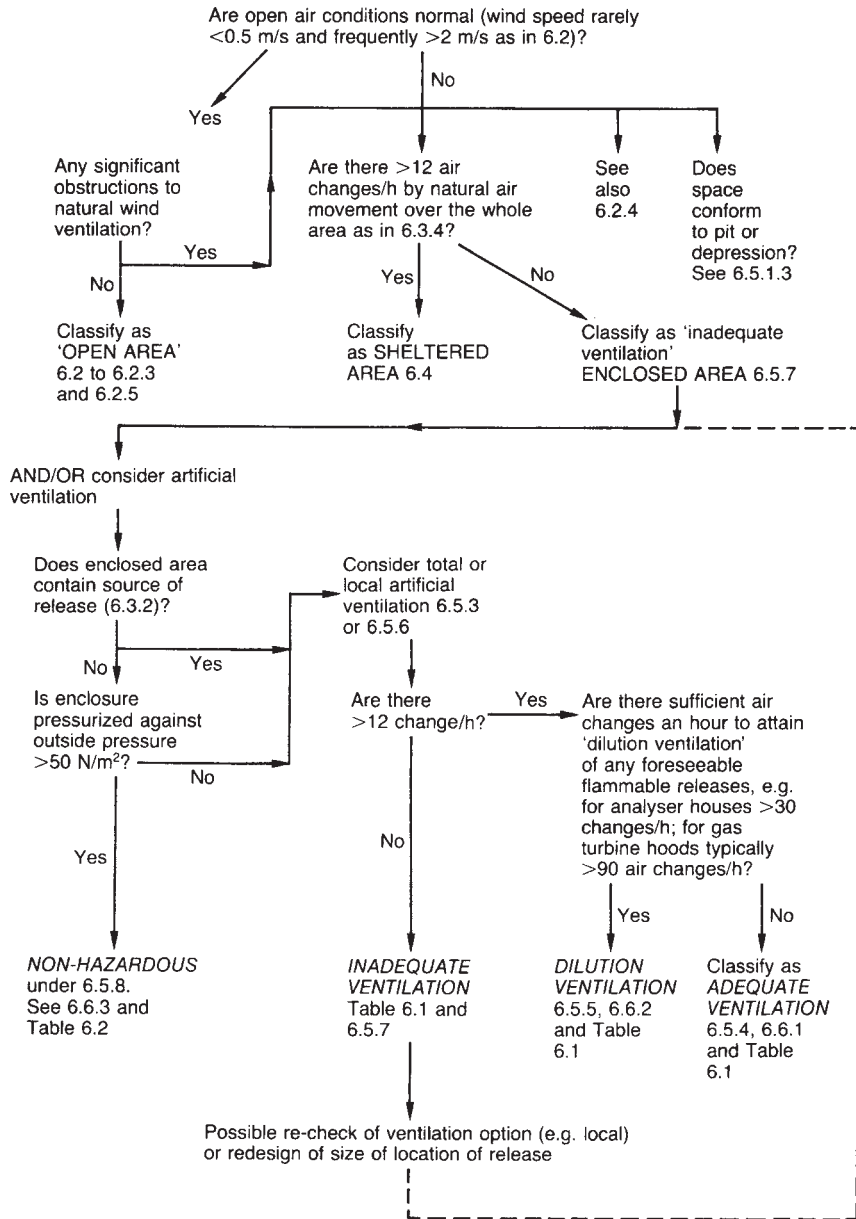 Are open air conditions normal (wind speed rarely
<0.5 m/s and frequently >2 m/s as in 6.2)?
Yes
No
Any significant
obstructions to
natural wind
ventilation?
Yes
No
Are there >12 air
changes/h by natural air
movement over the whole
area as in 6.3.4?
Yes
No
See
also
6.2.4
Does
space
conform
to pit or
depression?
See 6.5.1.3
Classify as
'OPEN AREA'
6.2 to 6.2.3
and 6.2.5
Classify
as SHELTERED
AREA 6.4
Classify as 'inadequate
ventilation'
ENCLOSED AREA 6.5.7
AND/OR consider artificial
ventilation
Does enclosed area
contain source of
release (6.3.2)?
Yes
No
Consider total or
local artificial
ventilation 6.5.3
or 6.5.6
Is enclosure
pressurized against
outside pressure
>50 N/m²?
No
Yes
Are there
>12 change/h?
Yes
No
Are there sufficient air
changes an hour to attain
'dilution ventilation'
of any foreseeable
flammable releases, e.g.
for analyser houses >30
changes/h; for gas
turbine hoods typically
>90 air changes/h?
Yes
No
NON-HAZARDOUS
under 6.5.8.
See 6.6.3 and
Table 6.2
INADEQUATE
VENTILATION
Table 6.1 and
6.5.7
DILUTION
VENTILATION
6.5.5, 6.6.2
and Table
6.1
Classify as
ADEQUATE
VENTILATION
6.5.4, 6.6.1
and Table
6.1
Possible re-check of ventilation option (e.g. local)
or redesign of size of location of release